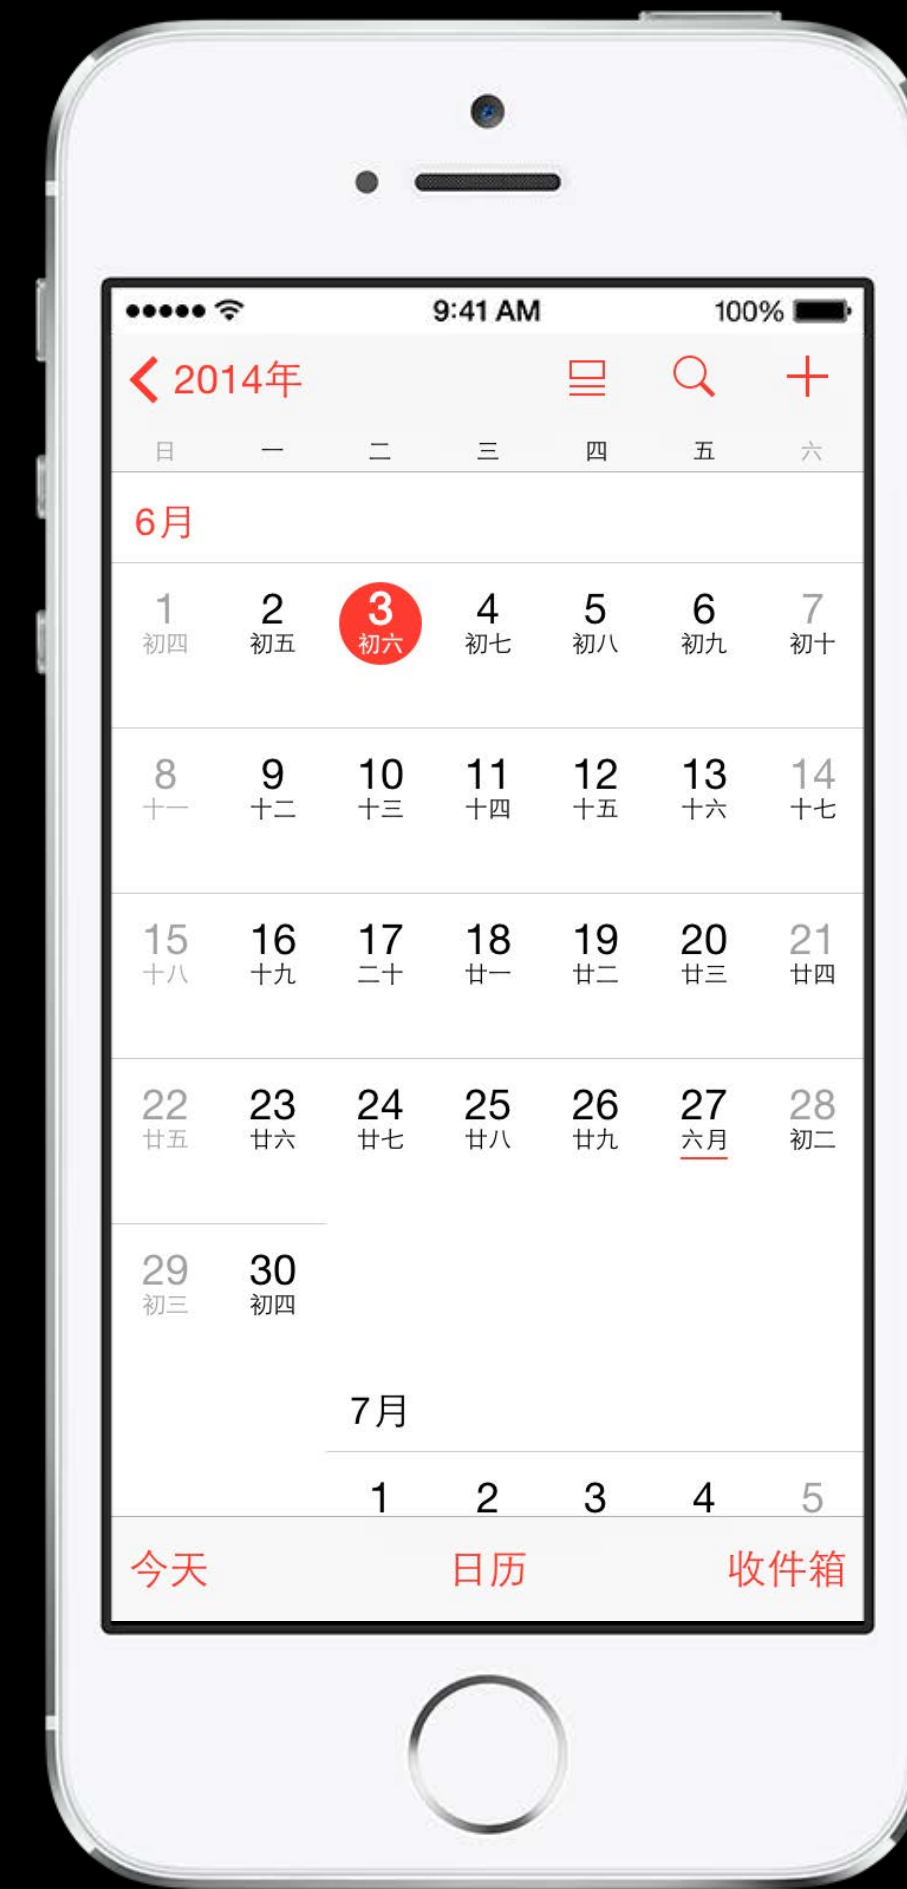 9:41 AM 100%
2014年
日 一 二 三 四 五 六
6月
1 2 3 4 5 6 7
初四 初五 初六 初七 初八 初九 初十
8 9 10 11 12 13 14
十一 十二 十三 十四 十五 十六 十七
15 16 17 18 19 20 21
十八 十九 二十 廿一 廿二 廿三 廿四
22 23 24 25 26 27 28
廿五 廿六 廿七 廿八 廿九 六月 初二
29 30
初三 初四
7月
1 2 3 4 5
今天 日历 收件箱